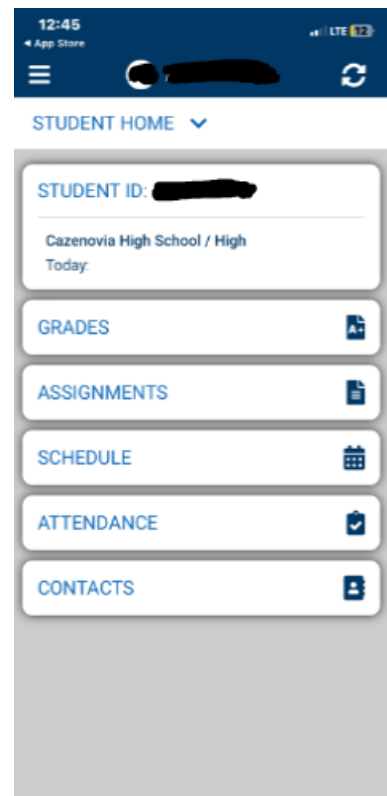 12:45
LTE 12
◀ App Store
STUDENT HOME
STUDENT ID:
Cazenovia High School / High
Today:
GRADES
A+
ASSIGNMENTS
SCHEDULE
ATTENDANCE
CONTACTS